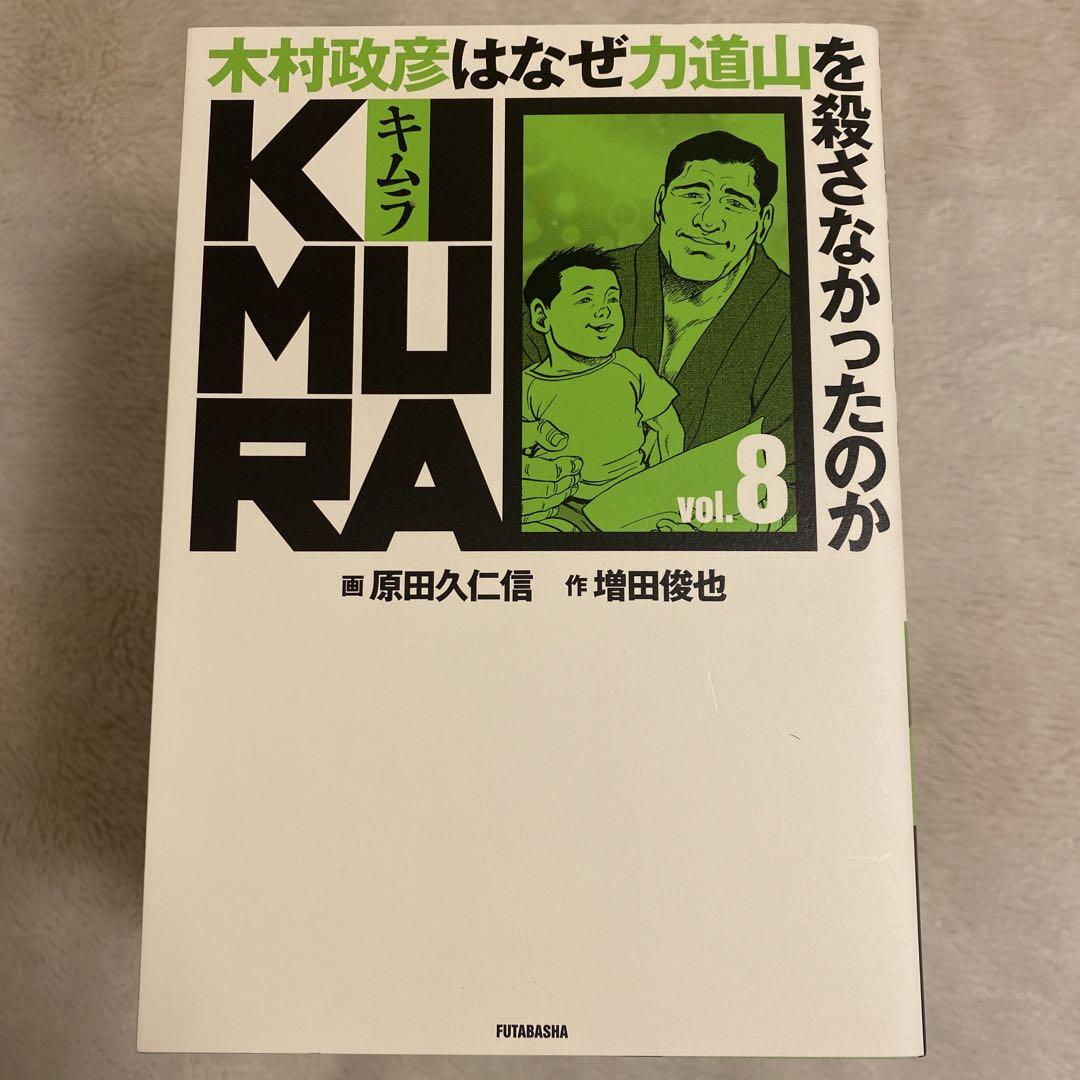 木村政彦はなぜ力道山を殺さなかったのか
KIMURA
キムラ
vol.8
画 原田久仁信 作 増田俊也
FUTABASHA